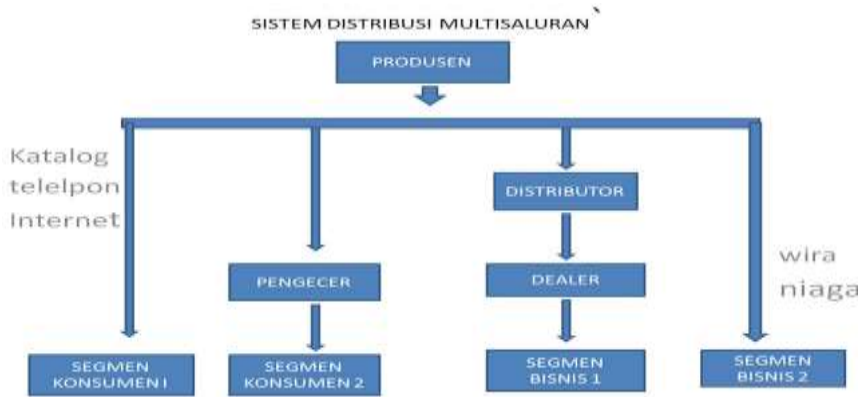 SISTEM DISTRIBUSI MULTISALURAN`
PRODUSEN
Katalog
telelpon
Internet
DISTRIBUTOR
PENGECER
DEALER
wira
niaga
SEGMEN
KONSUMEN I
SEGMEN
KONSUMEN 2
SEGMEN
BISNIS 1
SEGMEN
BISNIS 2